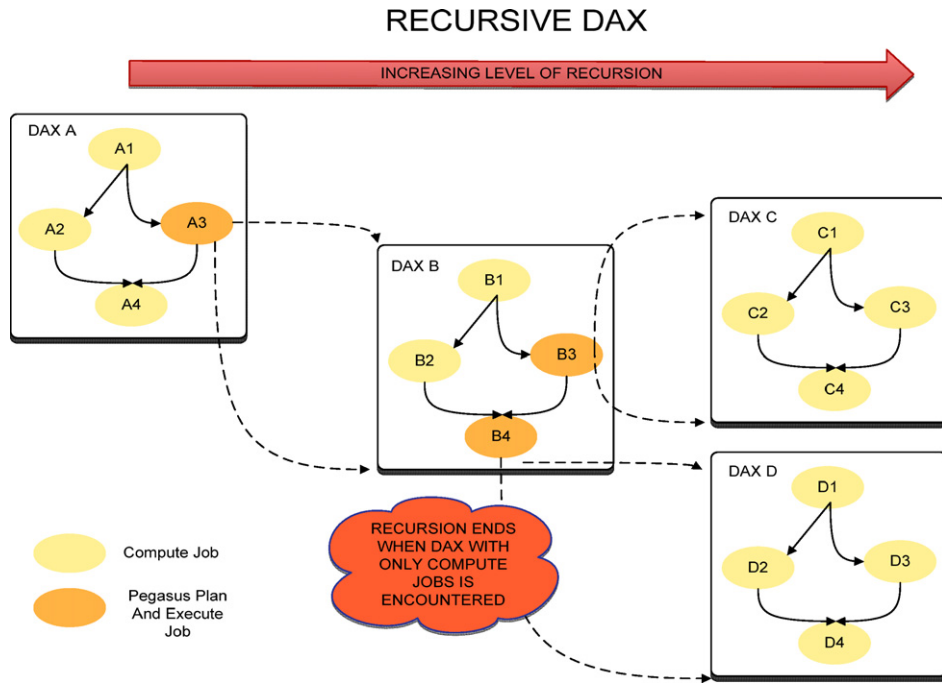 RECURSIVE DAX
INCREASING LEVEL OF RECURSION
DAX A
A1
A2
A3
A4
DAX B
B1
B2
B3
B4
DAX C
C1
C2
C3
C4
DAX D
D1
D2
D3
D4
RECURSION ENDS
WHEN DAX WITH
ONLY COMPUTE
JOBS IS
ENCOUNTERED
Compute Job
Pegasus Plan
And Execute
Job